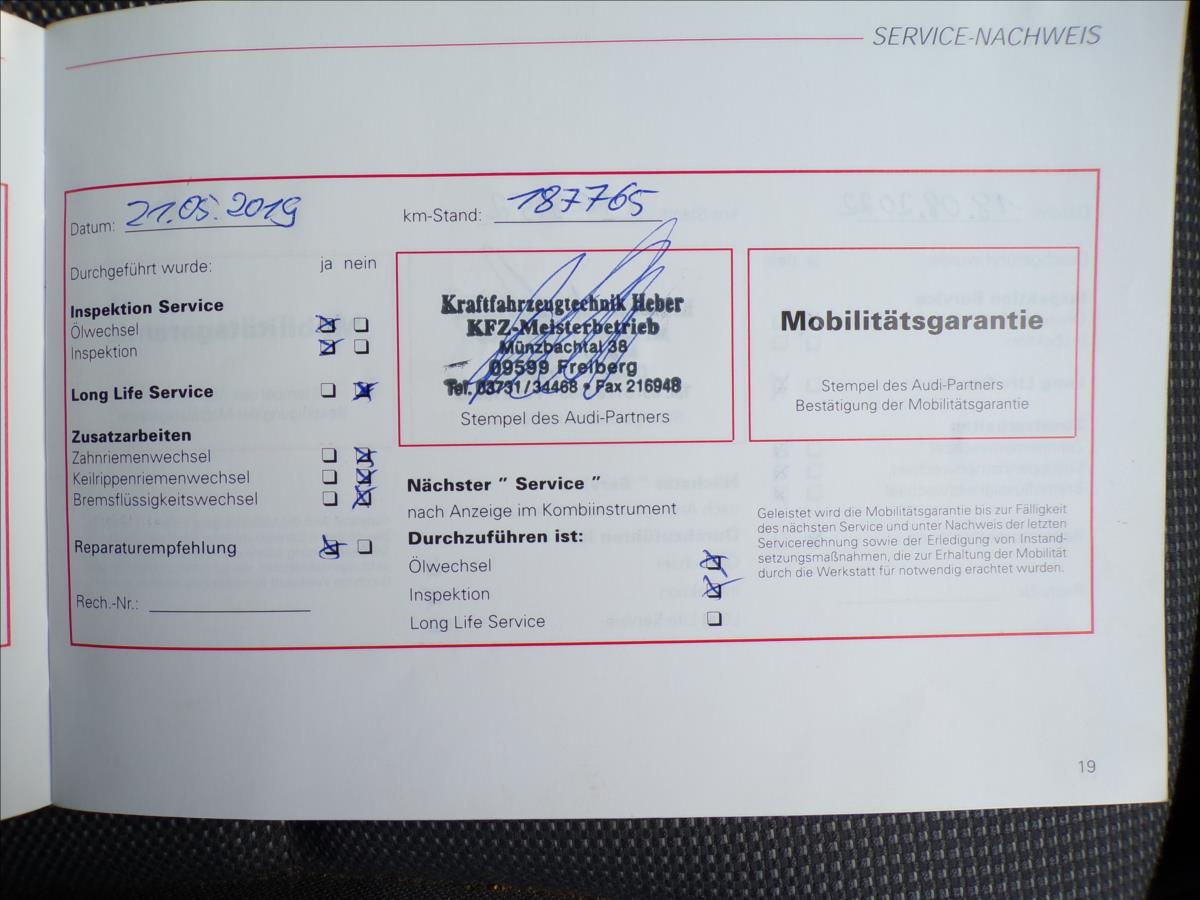 SERVICE-NACHWEIS
Datum: 21.05.2019
km-Stand: 187765
Durchgeführt wurde: ja nein
Inspektion Service
Ölwechsel
Inspektion
Long Life Service
Zusatzarbeiten
Zahnriemenwechsel
Keilrippenriemenwechsel
Bremsflüssigkeitswechsel
Reparaturempfehlung
Rech.-Nr.:
Kraftfahrzeugtechnik Heber
KFZ-Meisterbetrieb
Münzbachtal 38
09599 Freiberg
Tel. 03731/34468 • Fax 216948
Stempel des Audi-Partners
Nächster " Service "
nach Anzeige im Kombiinstrument
Durchzuführen ist:
Ölwechsel
Inspektion
Long Life Service
Mobilitätsgarantie
Stempel des Audi-Partners
Bestätigung der Mobilitätsgarantie
Geleistet wird die Mobilitätsgarantie bis zur Fälligkeit
des nächsten Service und unter Nachweis der letzten
Servicerechnung sowie der Erledigung von Instand-
setzungsmaßnahmen, die zur Erhaltung der Mobilität
durch die Werkstatt für notwendig erachtet wurden.
19